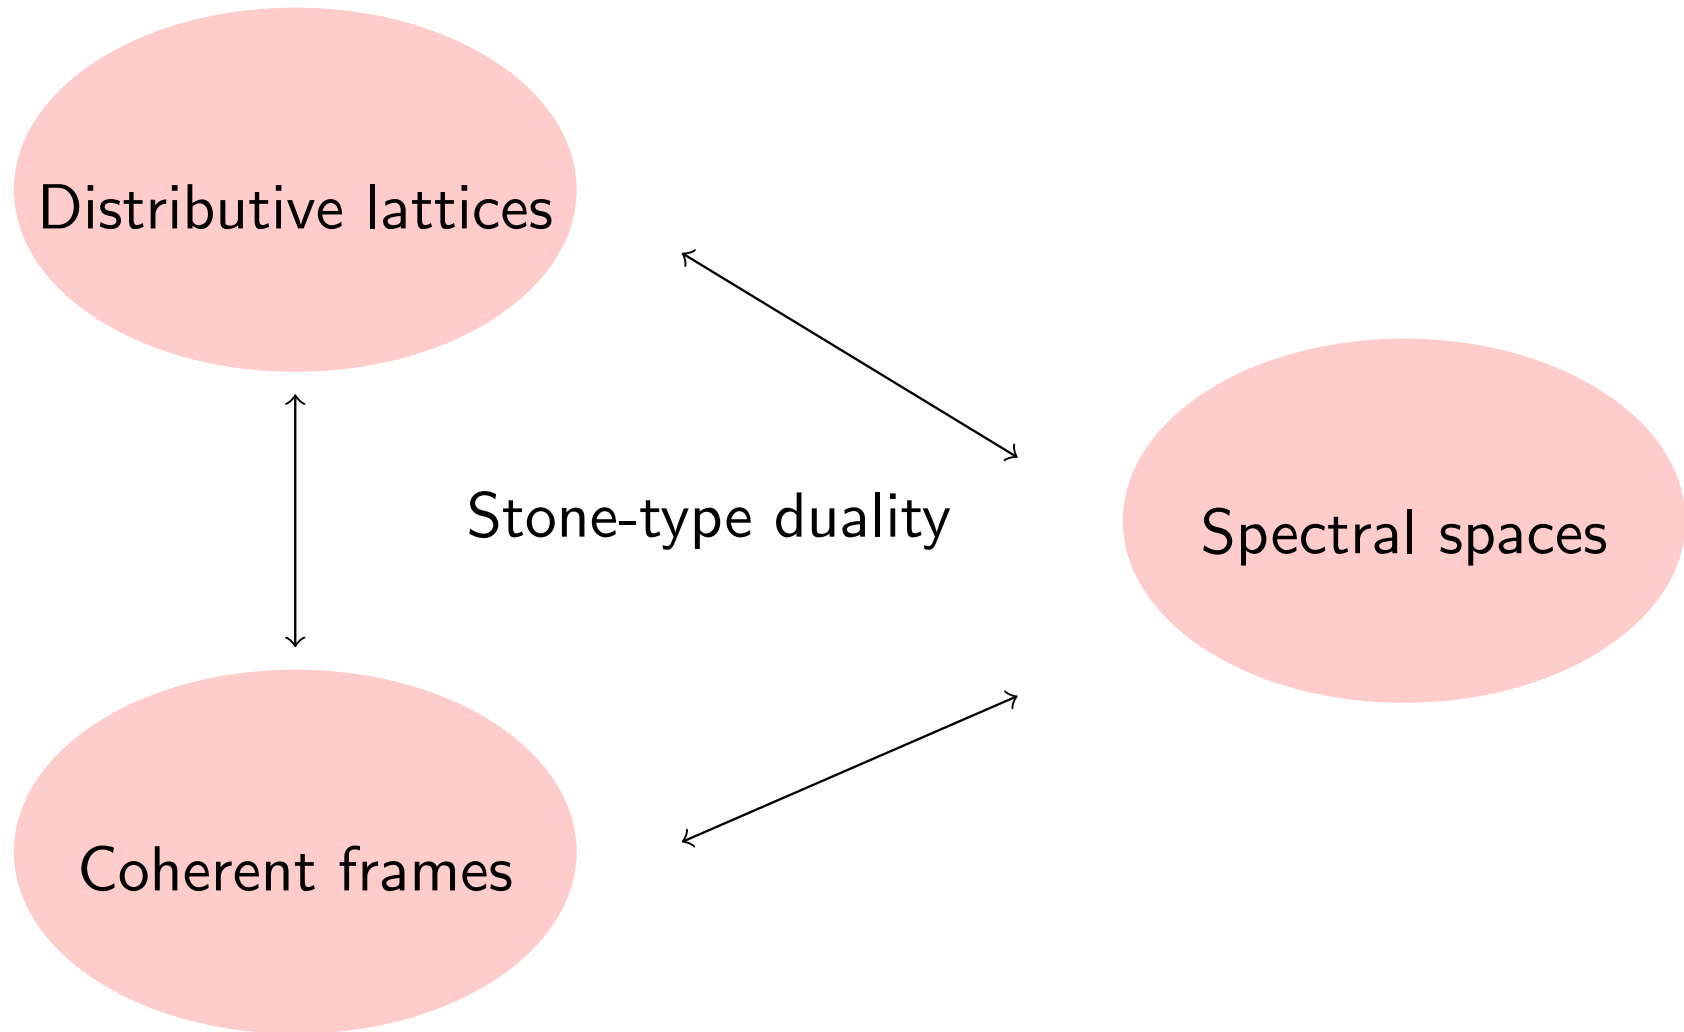 Distributive lattices
Stone-type duality
Spectral spaces
Coherent frames